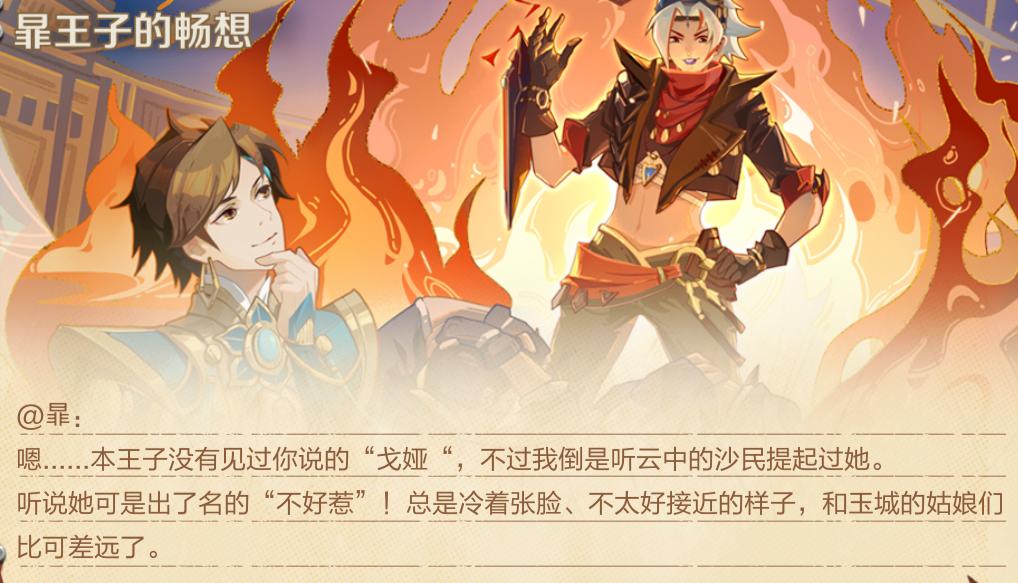 暃王子的畅想
@暃：
嗯......本王子没有见过你说的“戈娅“，不过我倒是听云中的沙民提起过她。
听说她可是出了名的“不好惹”！总是冷着张脸、不太好接近的样子，和玉城的姑娘们
比可差远了。